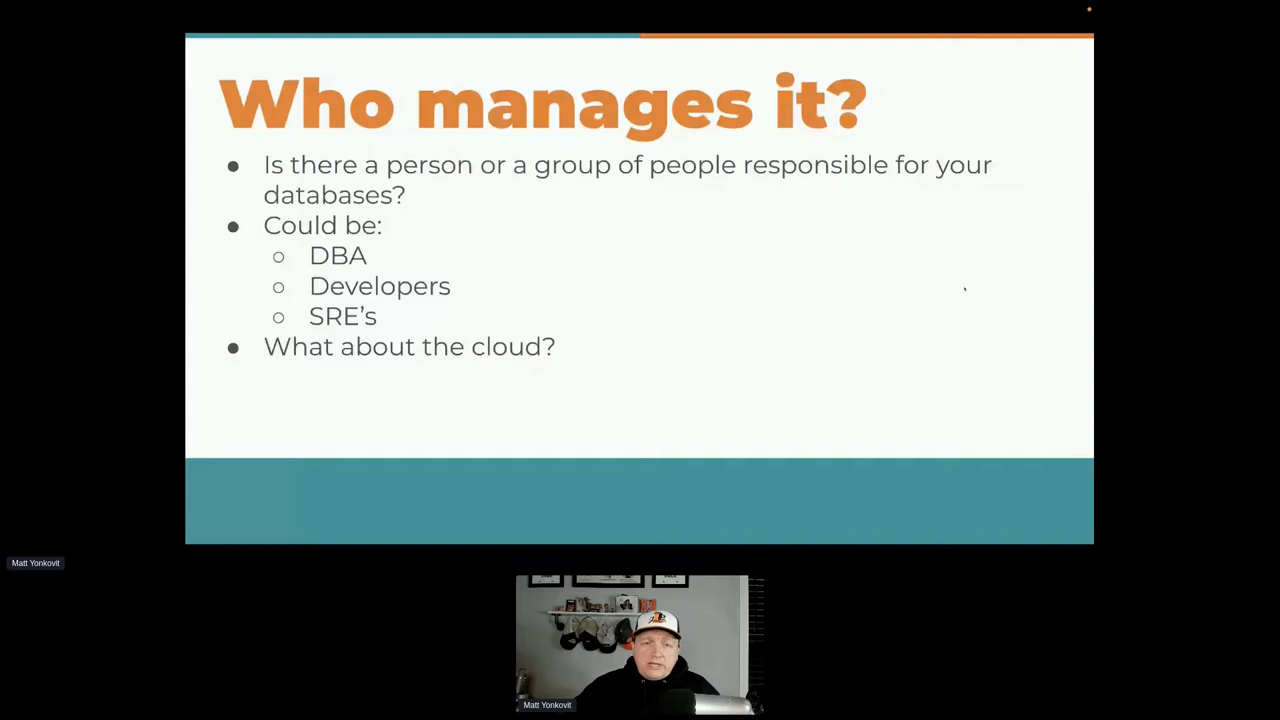 Who manages it?
● Is there a person or a group of people responsible for your
databases?
● Could be:
○ DBA
○ Developers
○ SRE's
● What about the cloud?
Matt Yonkovit
Matt Yonkovit